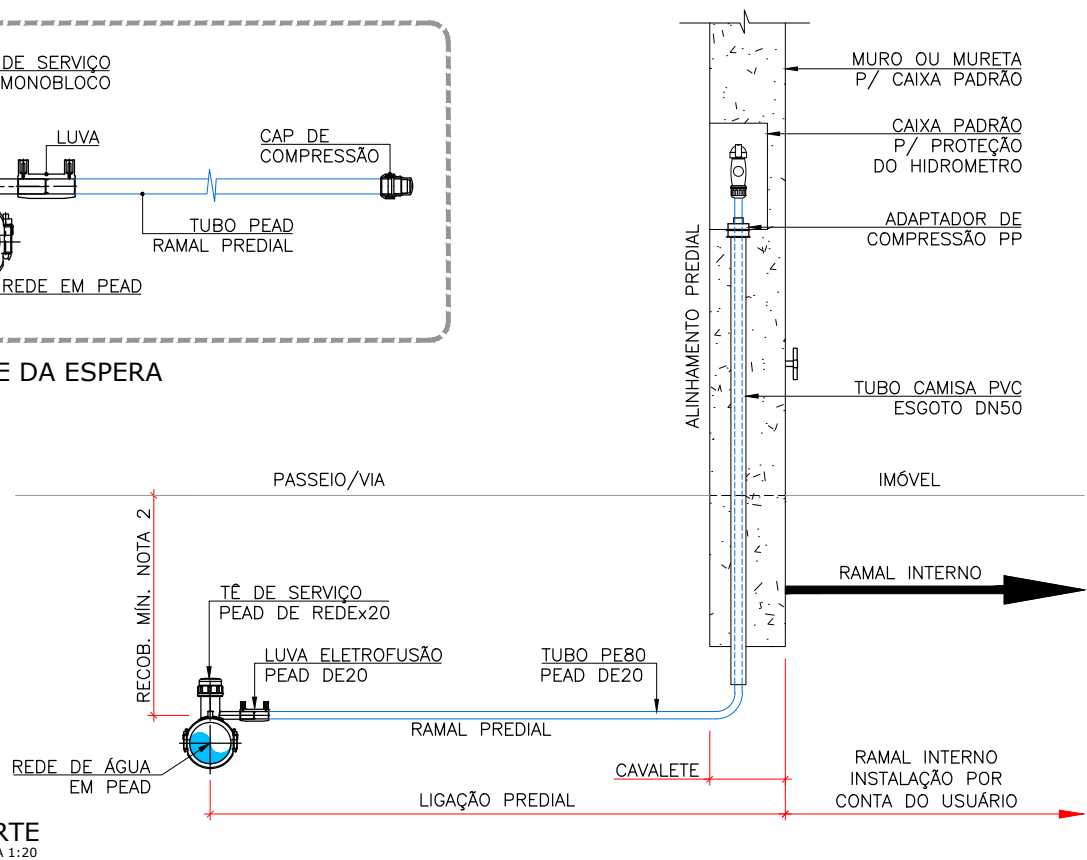 DE SERVIÇO
MONOBLOCO
LUVA
CAP DE
COMPRESSÃO
TUBO PEAD
RAMAL PREDIAL
REDE EM PEAD
E DA ESPERA
MURO OU MURETA
P/ CAIXA PADRÃO
CAIXA PADRÃO
P/ PROTEÇÃO
DO HIDROMETRO
ADAPTADOR DE
COMPRESSÃO PP
ALINHAMENTO PREDIAL
TUBO CAMISA PVC
ESGOTO DN50
PASSEIO/VIA
IMÓVEL
RECOB. MÍN. NOTA 2
RAMAL INTERNO
TÊ DE SERVIÇO
PEAD DE REDEx20
LUVA ELETROFUSÃO
PEAD DE20
TUBO PE80
PEAD DE20
RAMAL PREDIAL
REDE DE ÁGUA
EM PEAD
CAVALETE
LIGAÇÃO PREDIAL
RAMAL INTERNO
INSTALAÇÃO POR
CONTA DO USUÁRIO
RTE
A 1:20